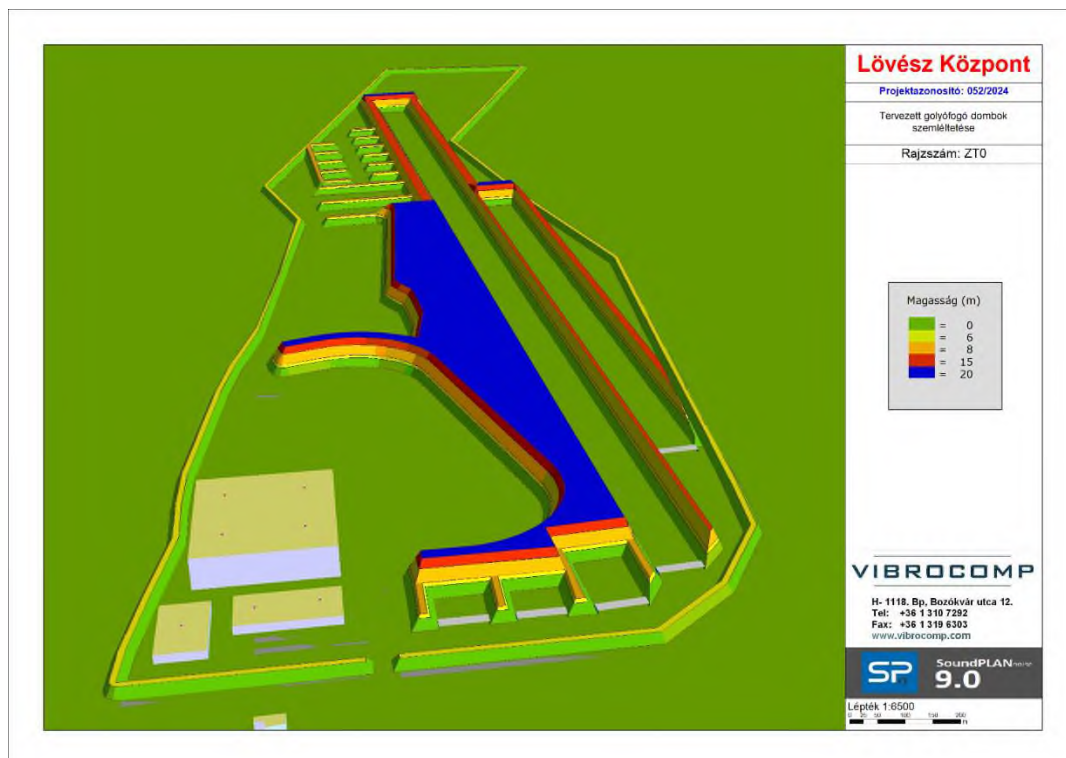 Lövész Központ
Projektazonosító: 052/2024
Tervezett golyófogó dombok
szemléltetése
Rajzszám: ZT0
Magasság (m)
= 0
= 6
= 8
= 15
= 20
VIBROCOMP
H- 1118. Bp, Bozókvár utca 12.
Tel: +36 1 310 7292
Fax: +36 1 319 6303
www.vibrocomp.com
SP
SoundPLAN
9.0
Lépték 1:6500
0 25 50 100 150 200
m